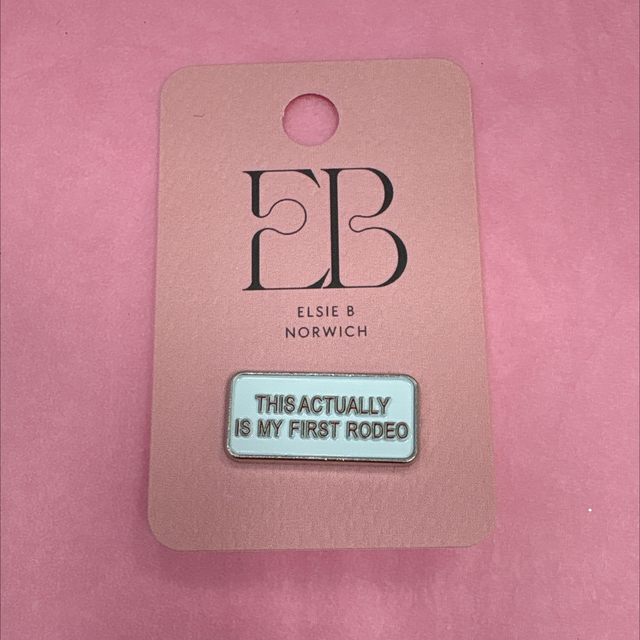 EB
ELSIE B
NORWICH
THIS ACTUALLY
IS MY FIRST RODEO